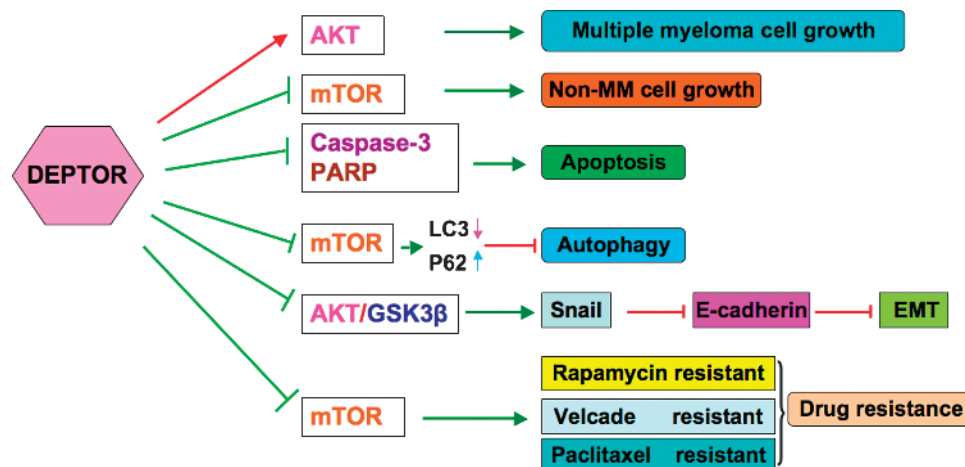 AKT
Multiple myeloma cell growth
mTOR
Non-MM cell growth
Caspase-3
PARP
Apoptosis
DEPTOR
mTOR
LC3
P62
Autophagy
AKT/GSK3β
Snail
E-cadherin
EMT
mTOR
Rapamycin resistant
Velcade resistant
Paclitaxel resistant
Drug resistance